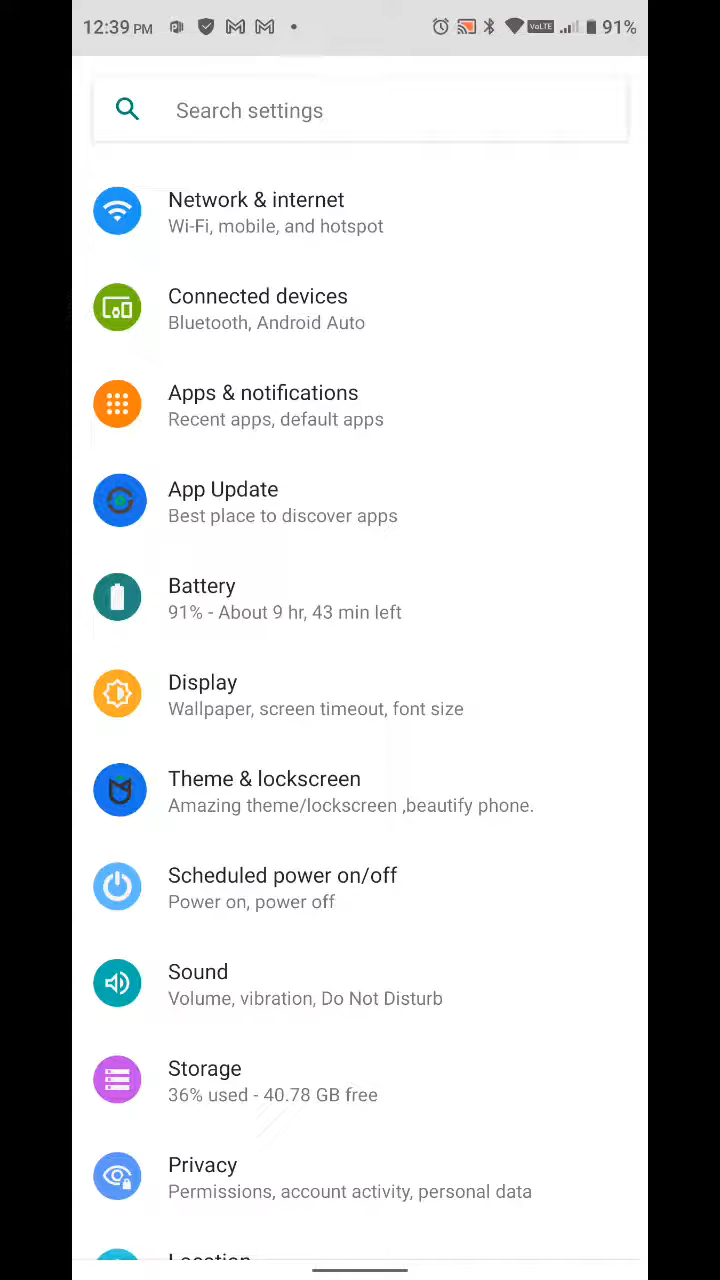 12:39 PM
VoLTE 91%
Search settings
Network & internet
Wi-Fi, mobile, and hotspot
Connected devices
Bluetooth, Android Auto
Apps & notifications
Recent apps, default apps
App Update
Best place to discover apps
Battery
91% - About 9 hr, 43 min left
Display
Wallpaper, screen timeout, font size
Theme & lockscreen
Amazing theme/lockscreen ,beautify phone.
Scheduled power on/off
Power on, power off
Sound
Volume, vibration, Do Not Disturb
Storage
36% used - 40.78 GB free
Privacy
Permissions, account activity, personal data
Location